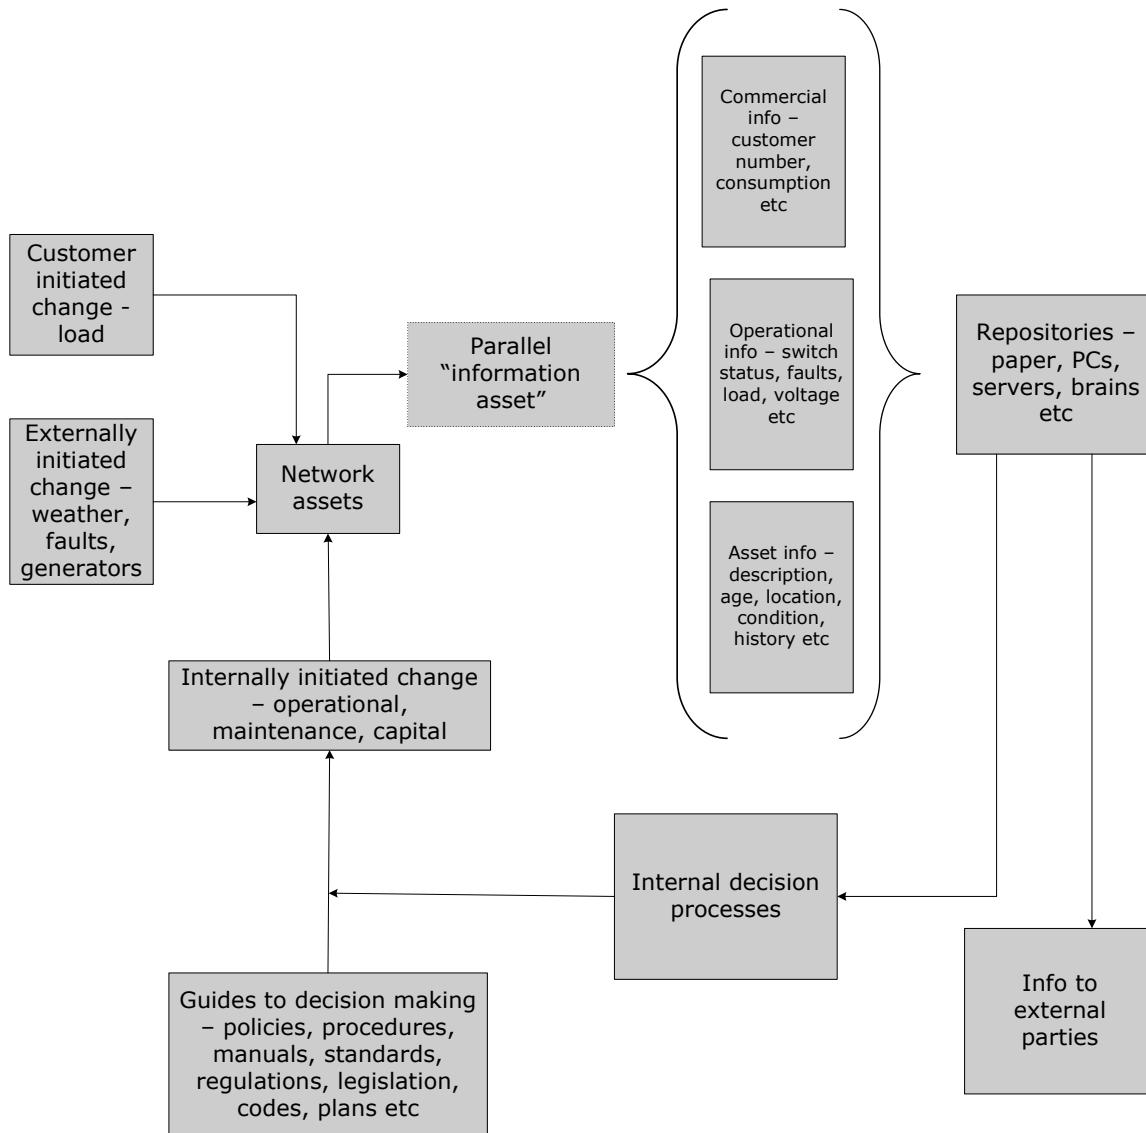 Commercial
info –
customer
number,
consumption
etc
Customer
initiated
change -
load
Externally
initiated
change –
weather,
faults,
generators
Network
assets
Parallel
“information
asset”
Operational
info – switch
status, faults,
load, voltage
etc
Asset info –
description,
age, location,
condition,
history etc
Repositories –
paper, PCs,
servers, brains
etc
Internally initiated change
– operational,
maintenance, capital
Internal decision
processes
Guides to decision making
– policies, procedures,
manuals, standards,
regulations, legislation,
codes, plans etc
Info to
external
parties